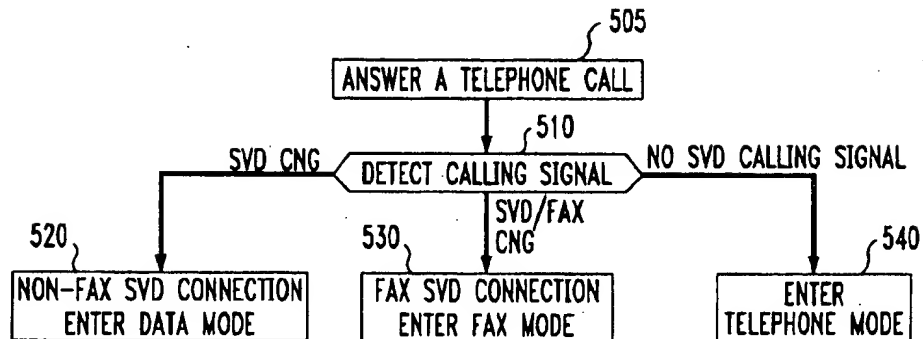 505
ANSWER A TELEPHONE CALL
510
SVD CNG
DETECT CALLING SIGNAL
NO SVD CALLING SIGNAL
SVD/FAX
CNG
520
530
540
NON-FAX SVD CONNECTION
ENTER DATA MODE
FAX SVD CONNECTION
ENTER FAX MODE
ENTER
TELEPHONE MODE